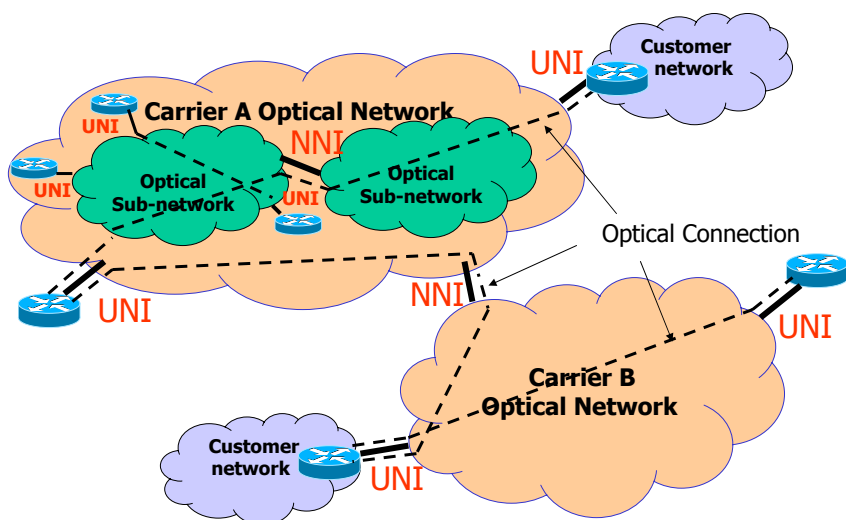 UNI
Customer
network
Carrier A Optical Network
UNI
NNI
UNI
Optical
Sub-network
UNI
Optical
Sub-network
Optical Connection
UNI
NNI
UNI
Carrier B
Optical Network
Customer
network
UNI